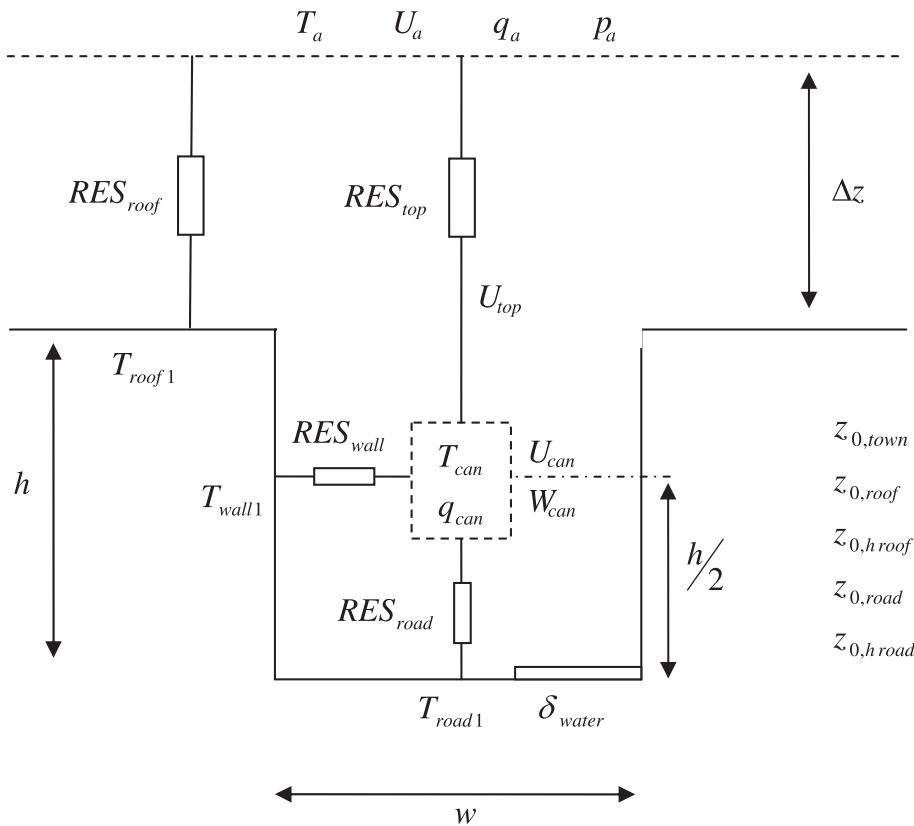 T_a U_a q_a p_a
RES_roof RES_top Δz
U_top
T_roof1
RES_wall z_0,town
T_can U_can
h T_wall1 z_0,roof
q_can W_can
z_0,h roof
h/2
RES_road z_0,road
z_0,h road
T_road1 δ_water
w